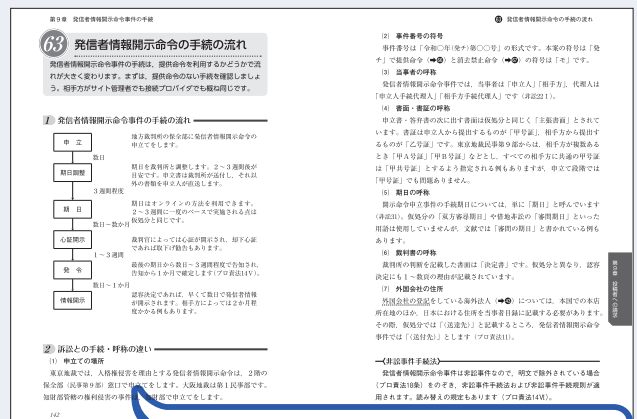 第9章 発信者情報開示命令事件の手続
63 発信者情報開示命令の手続の流れ
発信者情報開示命令事件の手続は、提供命令を利用するかどうかで流
れが大きく変わります。まずは、提供命令のない手続を確認しましょ
う。相手方がサイト管理者でも接続プロバイダでも概ね同じです。
1 発信者情報開示命令事件の手続の流れ
申 立
地方裁判所の保全部に発信者情報開示命令の
申立てをします。
数日
期日調整
期日を裁判所と調整します。2～3週間後が
目安です。申立書は裁判所が送付し、それ以
外の書類を申立人が直送します。
3週間程度
期 日
期日はオンラインの方法を利用できます。
2～3週間に一度のペースで実施される点は
仮処分と同じです。
数日～数か月
心証開示
裁判官によっては心証が開示され、却下心証
であれば取下げ勧告もあります。
1～3週間
発 令
最後の期日から数日～3週間程度で告知され、
告知から1か月で確定します(プロ責法14Ⅴ)。
数日～1か月
情報開示
認容決定であれば、早くて数日で発信者情報
が開示されます。相手方によっては2か月程
度かかる例もあります。
2 訴訟との手続・呼称の違い
(1) 申立ての場所
東京地裁では、人格権侵害を理由とする発信者情報開示命令は、2階の
保全部(民事第9部)窓口で申立てをします。大阪地裁は第1民事部です。
知財管轄の権利侵害の事件は
財部で申立てをします。
142
63 発信者情報開示命令の手続の流れ
(2) 事件番号の符号
事件番号は「令和○年(発チ)第○○号」の形式です。本案の符号は「発
チ」で提供命令(
)と消去禁止命令(
)の符号は「モ」です。
(3) 当事者の呼称
発信者情報開示命令事件では、当事者は「申立人」「相手方」、代理人は
「申立人手続代理人」「相手方手続代理人」です(非訟22Ⅰ)。
(4) 書面・書証の呼称
申立書・答弁書の次に出す書面は仮処分と同じく「主張書面」とされて
います。書証は申立人から提出するものが「甲号証」、相手方から提出す
るものが「乙号証」です。東京地裁民事第9部からは、相手方が複数ある
とき「甲A号証」「甲B号証」などとし、すべての相手方に共通の甲号証
は「甲共号証」とするよう指示される例もありますが、申立て段階では
「甲号証」でも問題ありません。
(5) 期日の呼称
開示命令申立事件の手続期日については、単に「期日」と呼んでいます
仮処分の「双方審尋期日」や借地非訟の「審問期日」といった
用語は使用していませんが、文献では「審問の期日」と書かれている例も
あります。
(6) 裁判書の呼称
裁判所の判断を記載した書面は「決定書」です。仮処分と異なり、認容
決定にも1～数頁の理由が記載されています。
(7) 外国会社の住所
外国会社の登記をしている海外法人(
)については、本国での本店
所在地のほか、日本における住所を当事者目録に記載する必要があります。
その際、仮処分では「(送達先)」と記載するところ、発信者情報開示命令
事件では「(送付先)」とします(プロ責法11)。
《非訟事件手続法》
発信者情報開示命令は非訟事件なので、明文で除外されている場合
(プロ責法18条)をのぞき、非訟事件手続法および非訟事件手続規則が適
用されます。読み替えの規定もあります
第9章 投稿者への請求